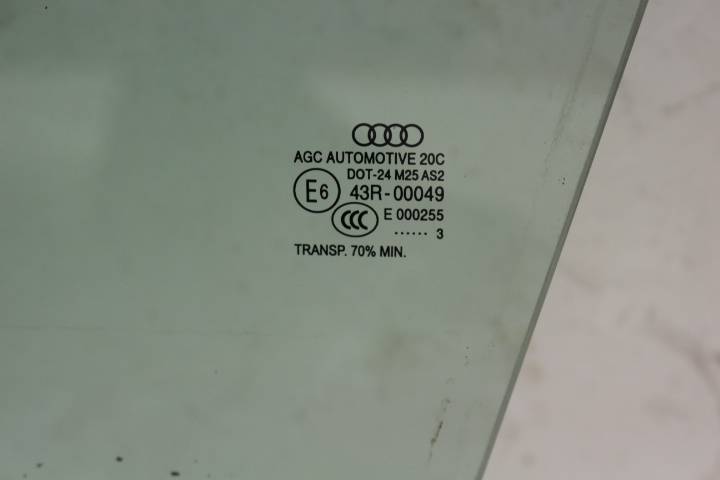 AGC AUTOMOTIVE 20C
DOT-24 M25 AS2
E6 43R-00049
CCC E 000255
...... 3
TRANSP. 70% MIN.